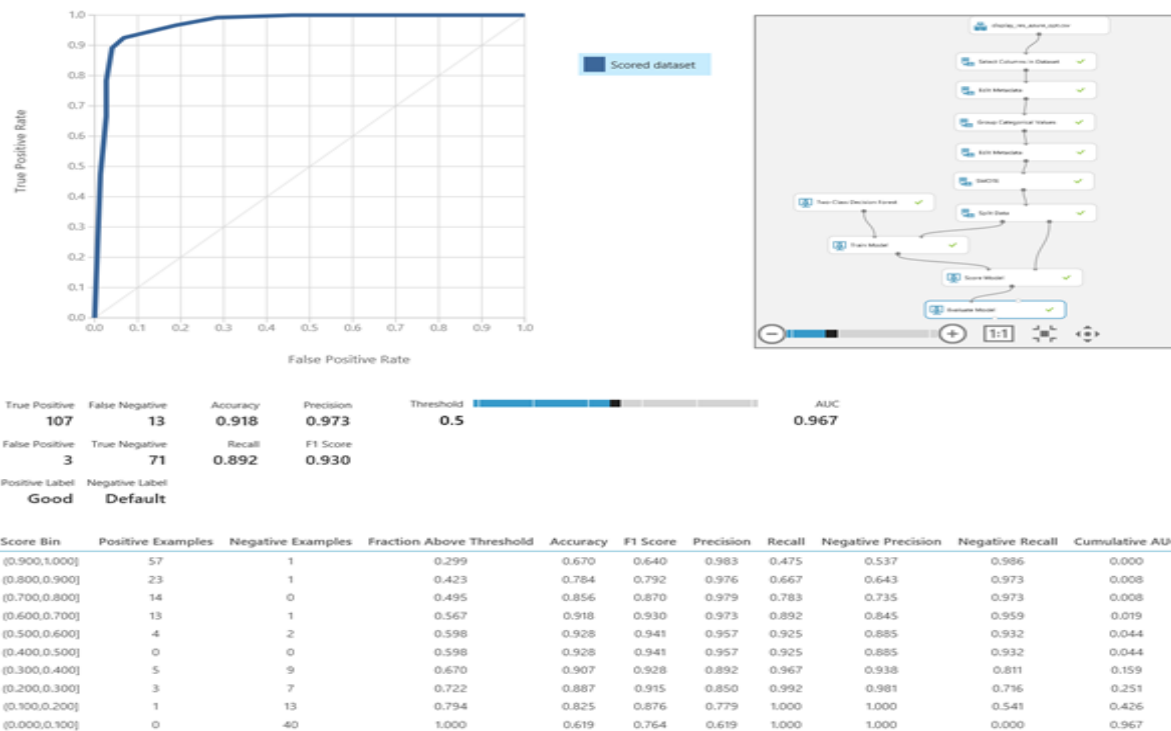 1.0
0.9
0.8
0.7
0.6
0.5
0.4
0.3
0.2
0.1
0.0
True Positive Rate
0.0 0.1 0.2 0.3 0.4 0.5 0.6 0.7 0.8 0.9 1.0
False Positive Rate
Scored dataset
Select Columns in Dataset
Edit Metadata
Group Categorical Values
Edit Metadata
SMOTE
Two-Class Decision Forest
Split Data
Train Model
Score Model
Evaluate Model
1:1
True Positive False Negative Accuracy Precision Threshold AUC
107 13 0.918 0.973 0.5 0.967
False Positive True Negative Recall F1 Score
3 71 0.892 0.930
Positive Label Negative Label
Good Default
Score Bin Positive Examples Negative Examples Fraction Above Threshold Accuracy F1 Score Precision Recall Negative Precision Negative Recall Cumulative AUC
(0.900,1.000] 57 1 0.299 0.670 0.640 0.983 0.475 0.537 0.986 0.000
(0.800,0.900] 23 1 0.423 0.784 0.792 0.976 0.667 0.643 0.973 0.008
(0.700,0.800] 14 0 0.495 0.856 0.870 0.979 0.783 0.735 0.973 0.008
(0.600,0.700] 13 1 0.567 0.918 0.930 0.973 0.892 0.845 0.959 0.019
(0.500,0.600] 4 2 0.598 0.928 0.941 0.957 0.925 0.885 0.932 0.044
(0.400,0.500] 0 0 0.598 0.928 0.941 0.957 0.925 0.885 0.932 0.044
(0.300,0.400] 5 9 0.670 0.907 0.928 0.892 0.967 0.938 0.811 0.159
(0.200,0.300] 3 7 0.722 0.887 0.915 0.850 0.992 0.981 0.716 0.251
(0.100,0.200] 1 13 0.794 0.825 0.876 0.779 1.000 1.000 0.541 0.426
(0.000,0.100] 0 40 1.000 0.619 0.764 0.619 1.000 1.000 0.000 0.967